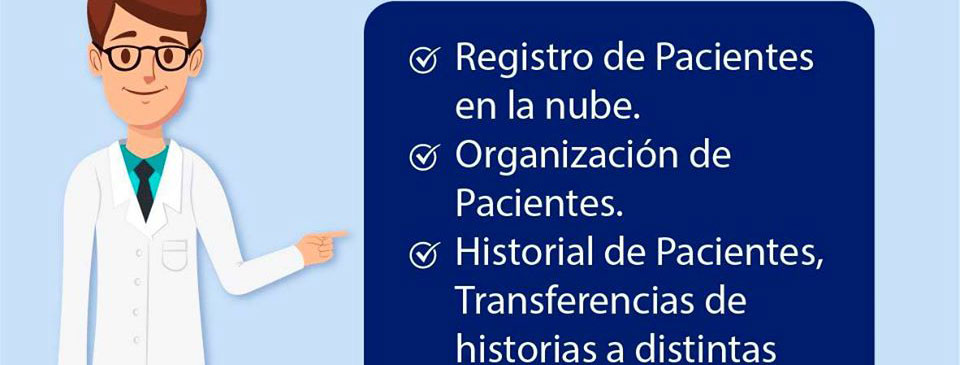 Registro de Pacientes
en la nube.
Organización de
Pacientes.
Historial de Pacientes,
Transferencias de
historias a distintas